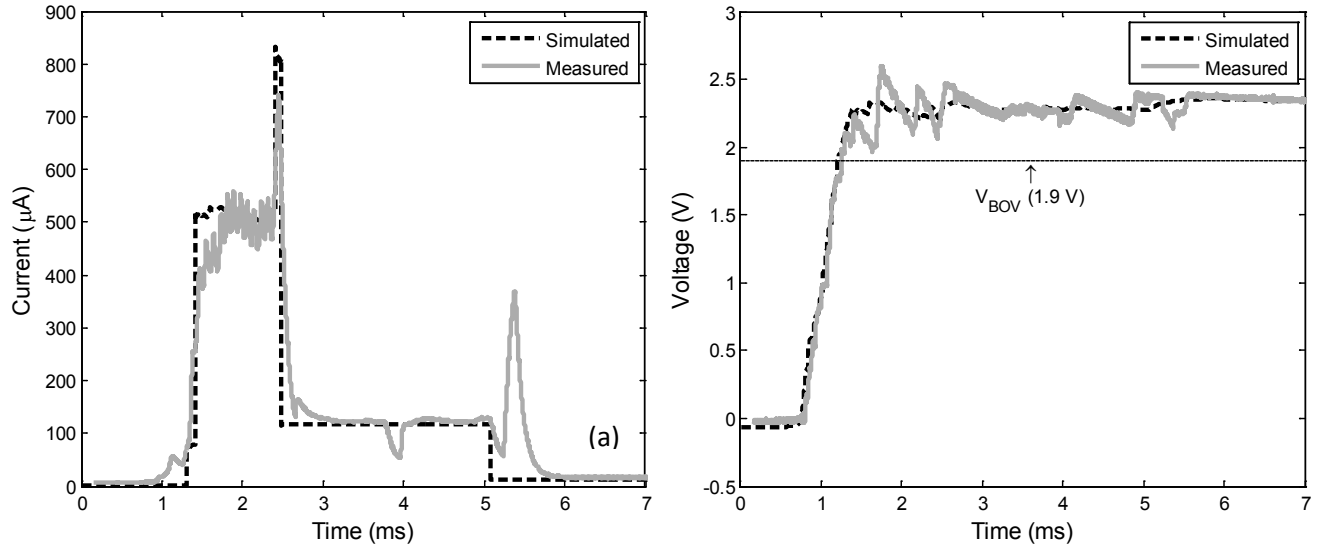 900
800
700
600
500
400
300
200
100
0
Current (μA)
0 1 2 3 4 5 6 7
Time (ms)
Simulated
Measured
(a)
3
2.5
2
1.5
1
0.5
0
-0.5
Voltage (V)
0 1 2 3 4 5 6 7
Time (ms)
Simulated
Measured
↑
V_BOV (1.9 V)